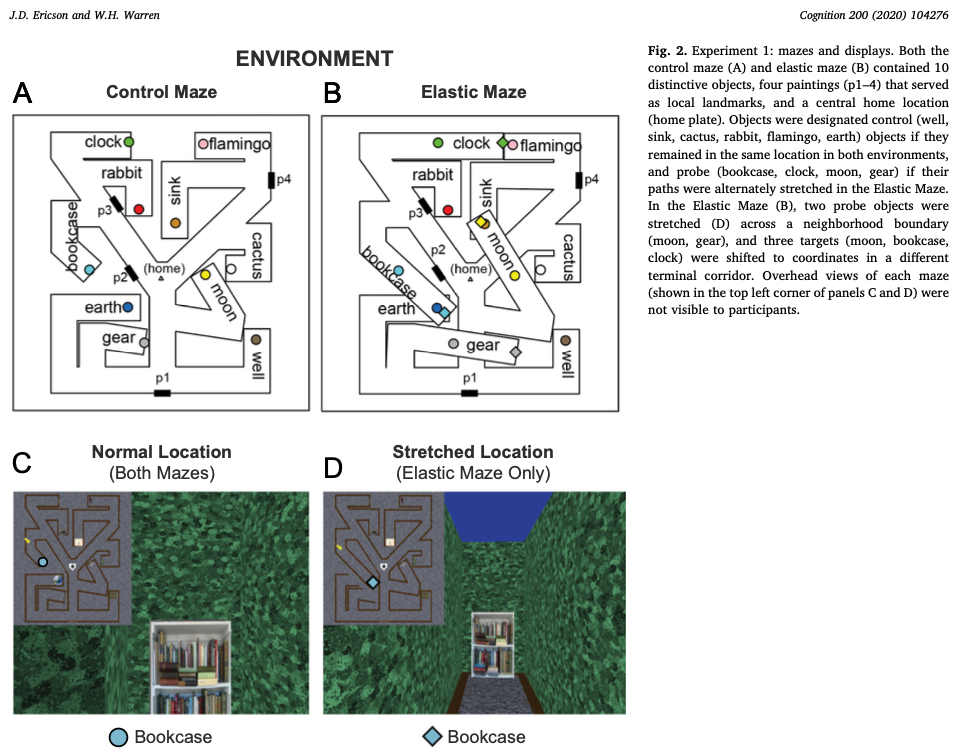 J.D. Ericson and W.H. Warren
Cognition 200 (2020) 104276
ENVIRONMENT
A
Control Maze
clock
flamingo
rabbit
sink
p4
p3
bookcase
cactus
p2
(home)
moon
earth
gear
well
p1
B
Elastic Maze
clock
flamingo
rabbit
sink
p4
p3
p2
bookcase
(home)
moon
cactus
earth
gear
well
p1
C
Normal Location
(Both Mazes)
Bookcase
D
Stretched Location
(Elastic Maze Only)
Bookcase
Fig. 2. Experiment 1: mazes and displays. Both the
control maze (A) and elastic maze (B) contained 10
distinctive objects, four paintings (p1–4) that served
as local landmarks, and a central home location
(home plate). Objects were designated control (well,
sink, cactus, rabbit, flamingo, earth) objects if they
remained in the same location in both environments,
and probe (bookcase, clock, moon, gear) if their
paths were alternately stretched in the Elastic Maze.
In the Elastic Maze (B), two probe objects were
stretched (D) across a neighborhood boundary
(moon, gear), and three targets (moon, bookcase,
clock) were shifted to coordinates in a different
terminal corridor. Overhead views of each maze
(shown in the top left corner of panels C and D) were
not visible to participants.